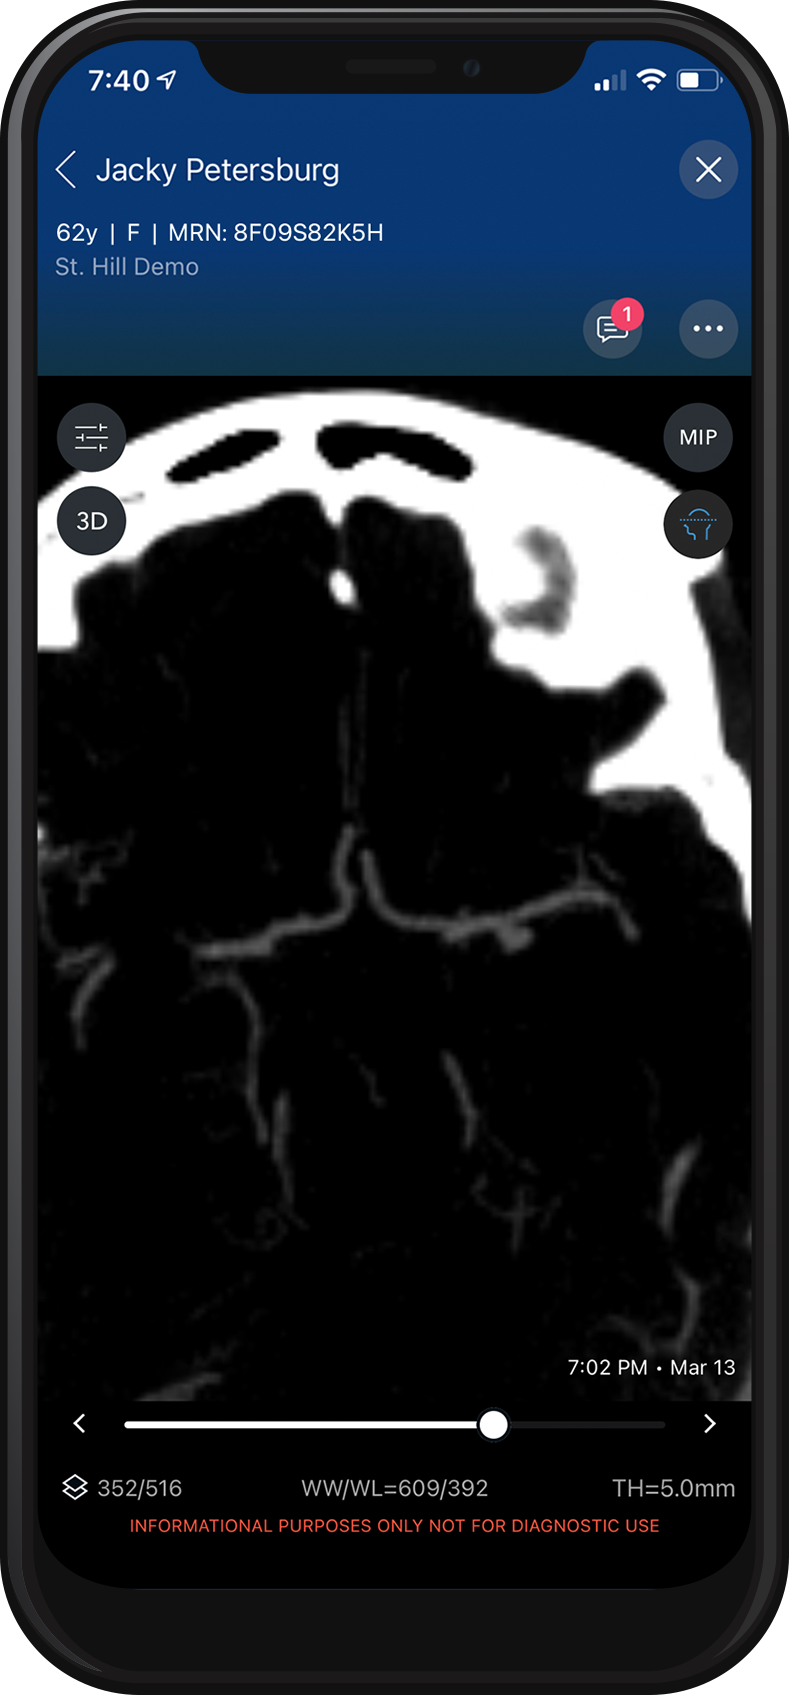 7:40
Jacky Petersburg
62y | F | MRN: 8F09S82K5H
St. Hill Demo
1
MIP
3D
7:02 PM • Mar 13
352/516 WW/WL=609/392 TH=5.0mm
INFORMATIONAL PURPOSES ONLY NOT FOR DIAGNOSTIC USE